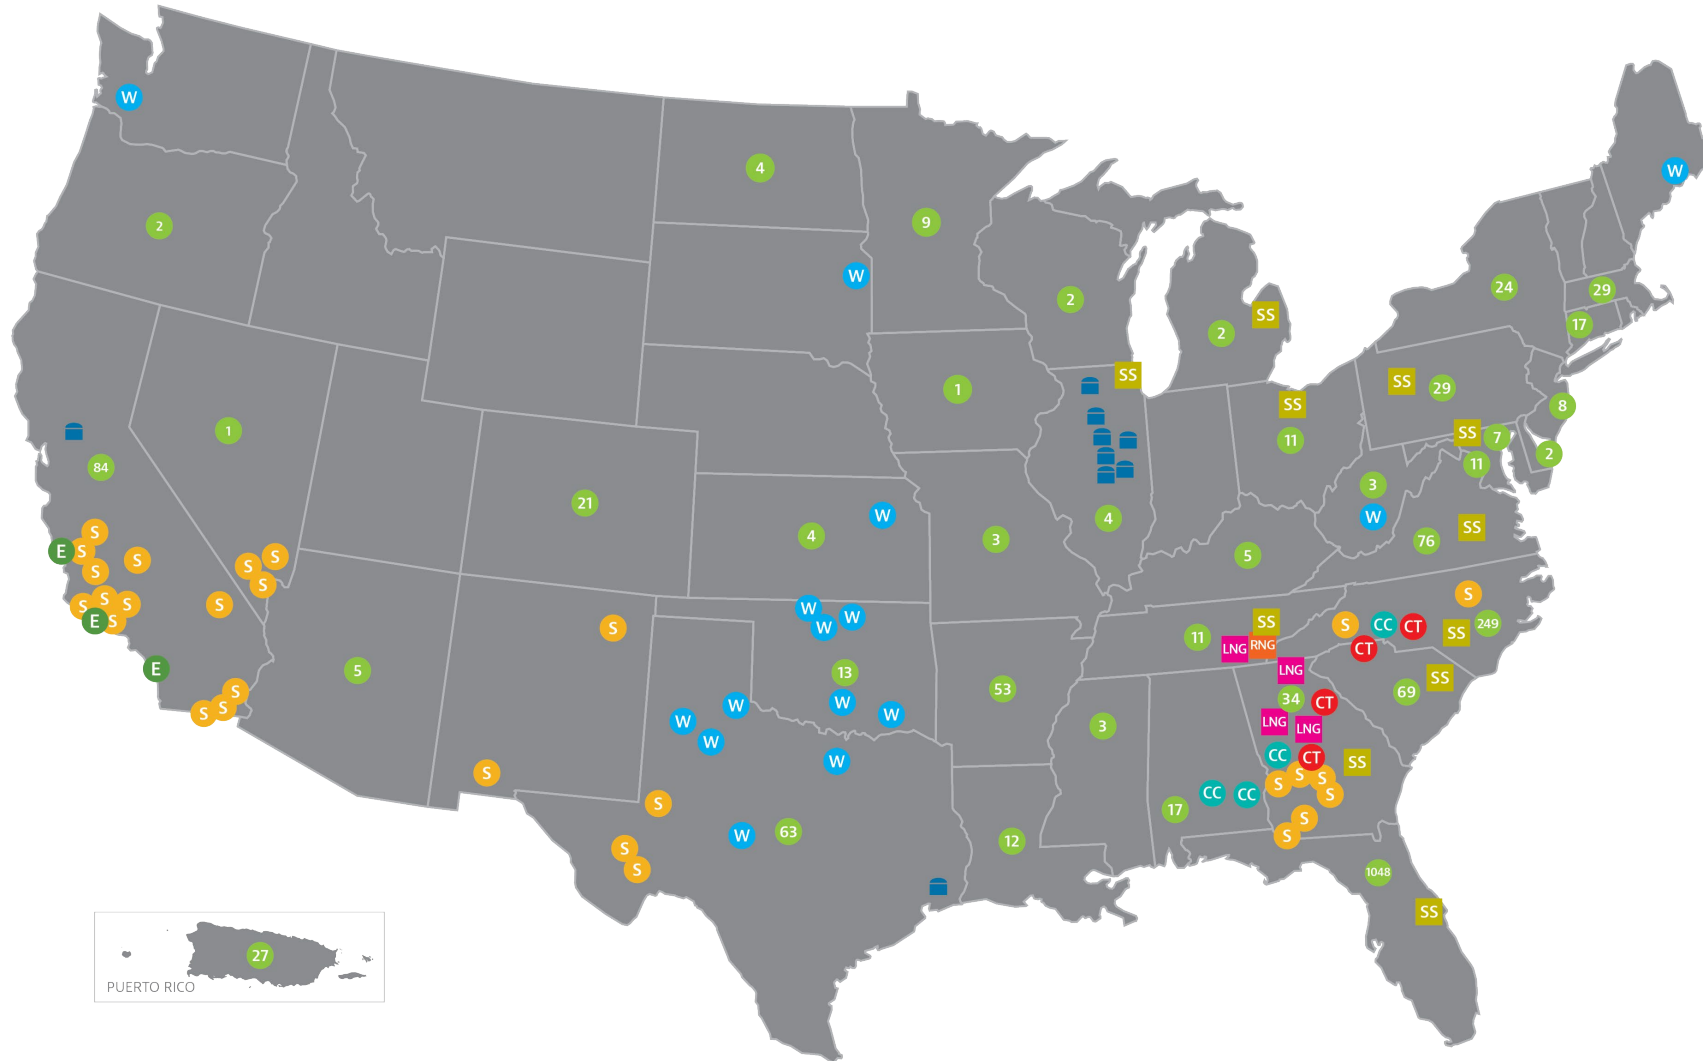 W
W
4
9
2
W
24
29
2
SS
2
17
SS
1
SS
29
SS
8
1
11
SS
7
2
84
11
21
3
4
W
4
3
W
76
SS
5
S
E
S
S
S
S
S
S
S
S
S
S
E
S
S
S
W
W
W
S
SS
S
CC
CT
SS
249
11
LNG
RNG
CT
E
5
13
LNG
53
34
CT
69
SS
S
S
S
W
W
W
W
W
3
LNG
LNG
W
CC
CT
SS
S
S
S
S
S
CC
CC
S
17
S
S
W
63
12
S
S
1048
SS
27
PUERTO RICO